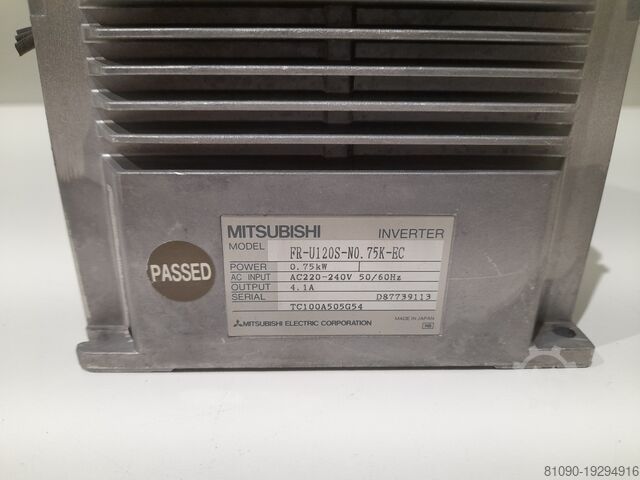 MITSUBISHI INVERTER
MODEL FR-U120S-N0.75K-EC
POWER 0.75kW
AC INPUT AC220-240V 50/60Hz
OUTPUT 4.1A
SERIAL D87739113
TC100A505G54
MITSUBISHI ELECTRIC CORPORATION MADE IN JAPAN
PASSED
81090-19294916